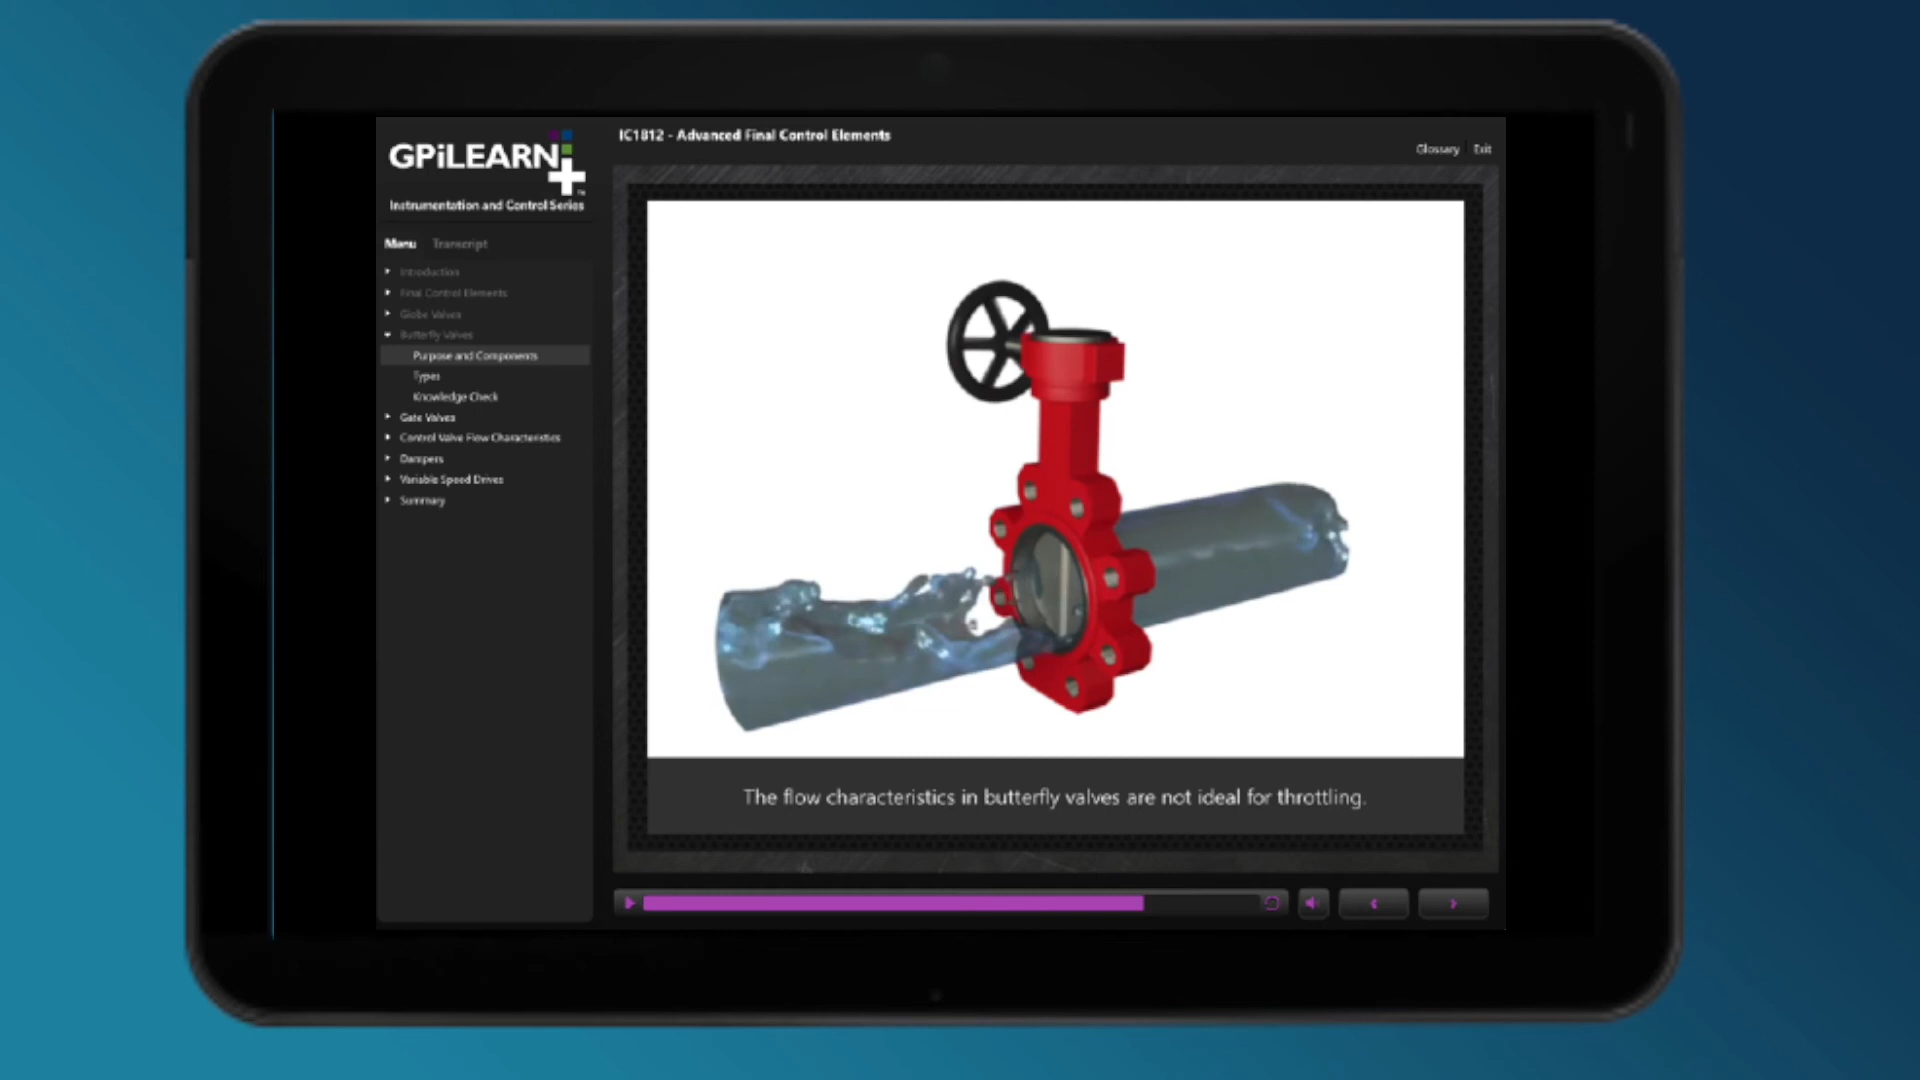 GPiLEARN
™
Instrumentation and Control Series
IC1812 - Advanced Final Control Elements
Glossary Exit
Menu Transcript
Introduction
Final Control Elements
Globe Valves
Butterfly Valves
Purpose and Components
Types
Knowledge Check
Gate Valves
Control Valve Flow Characteristics
Dampers
Variable Speed Drives
Summary
The flow characteristics in butterfly valves are not ideal for throttling.